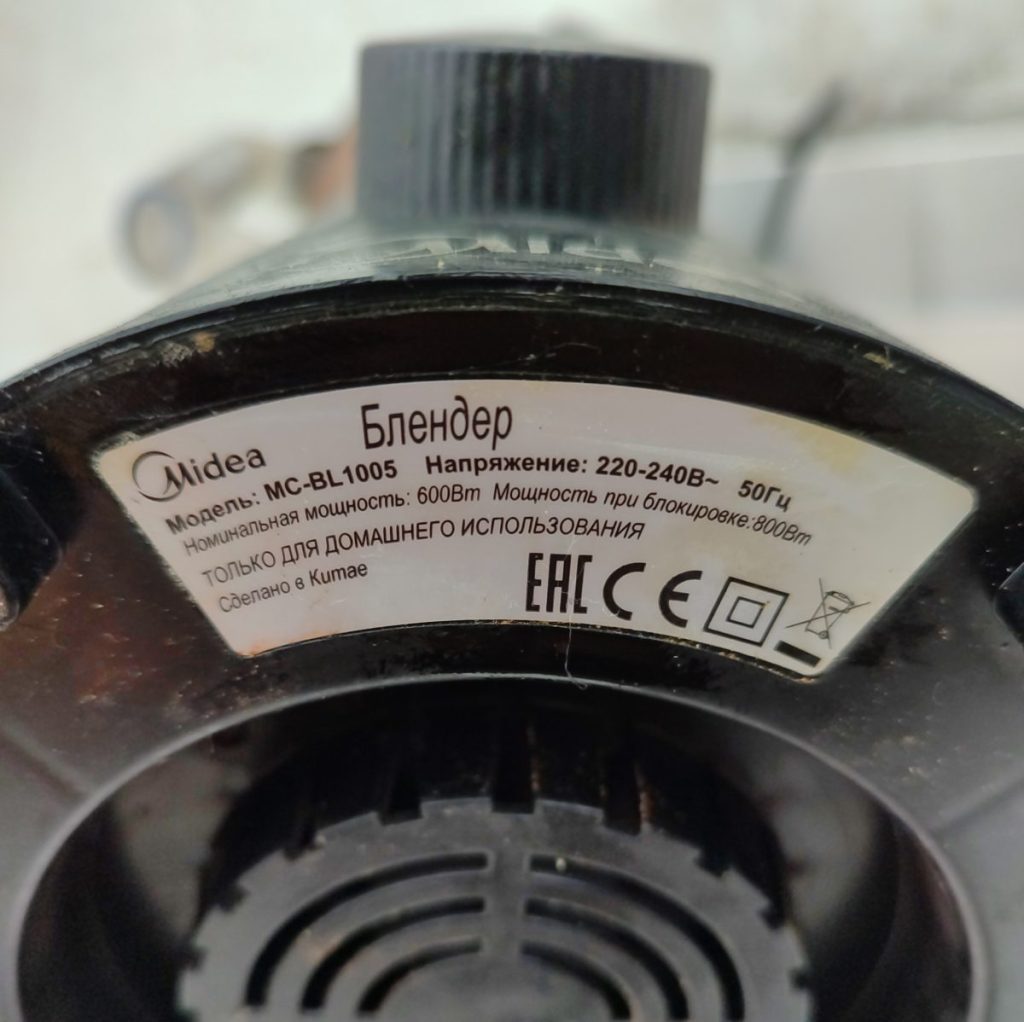 Блендер
Midea
Модель: MC-BL1005 Напряжение: 220-240В~ 50Гц
Номинальная мощность: 600Вт Мощность при блокировке:800Вт
ТОЛЬКО ДЛЯ ДОМАШНЕГО ИСПОЛЬЗОВАНИЯ
Сделано в Китае
EAC CE